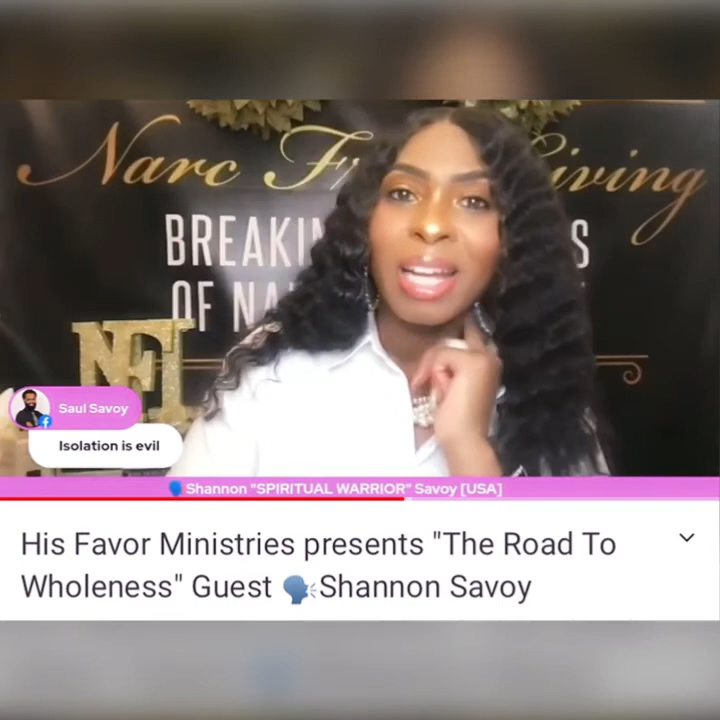 Narc Fr iving
BREAKIN S
OF NA
NFL
Saul Savoy
Isolation is evil
Shannon "SPIRITUAL WARRIOR" Savoy [USA]
His Favor Ministries presents "The Road To
Wholeness" Guest 🗣Shannon Savoy